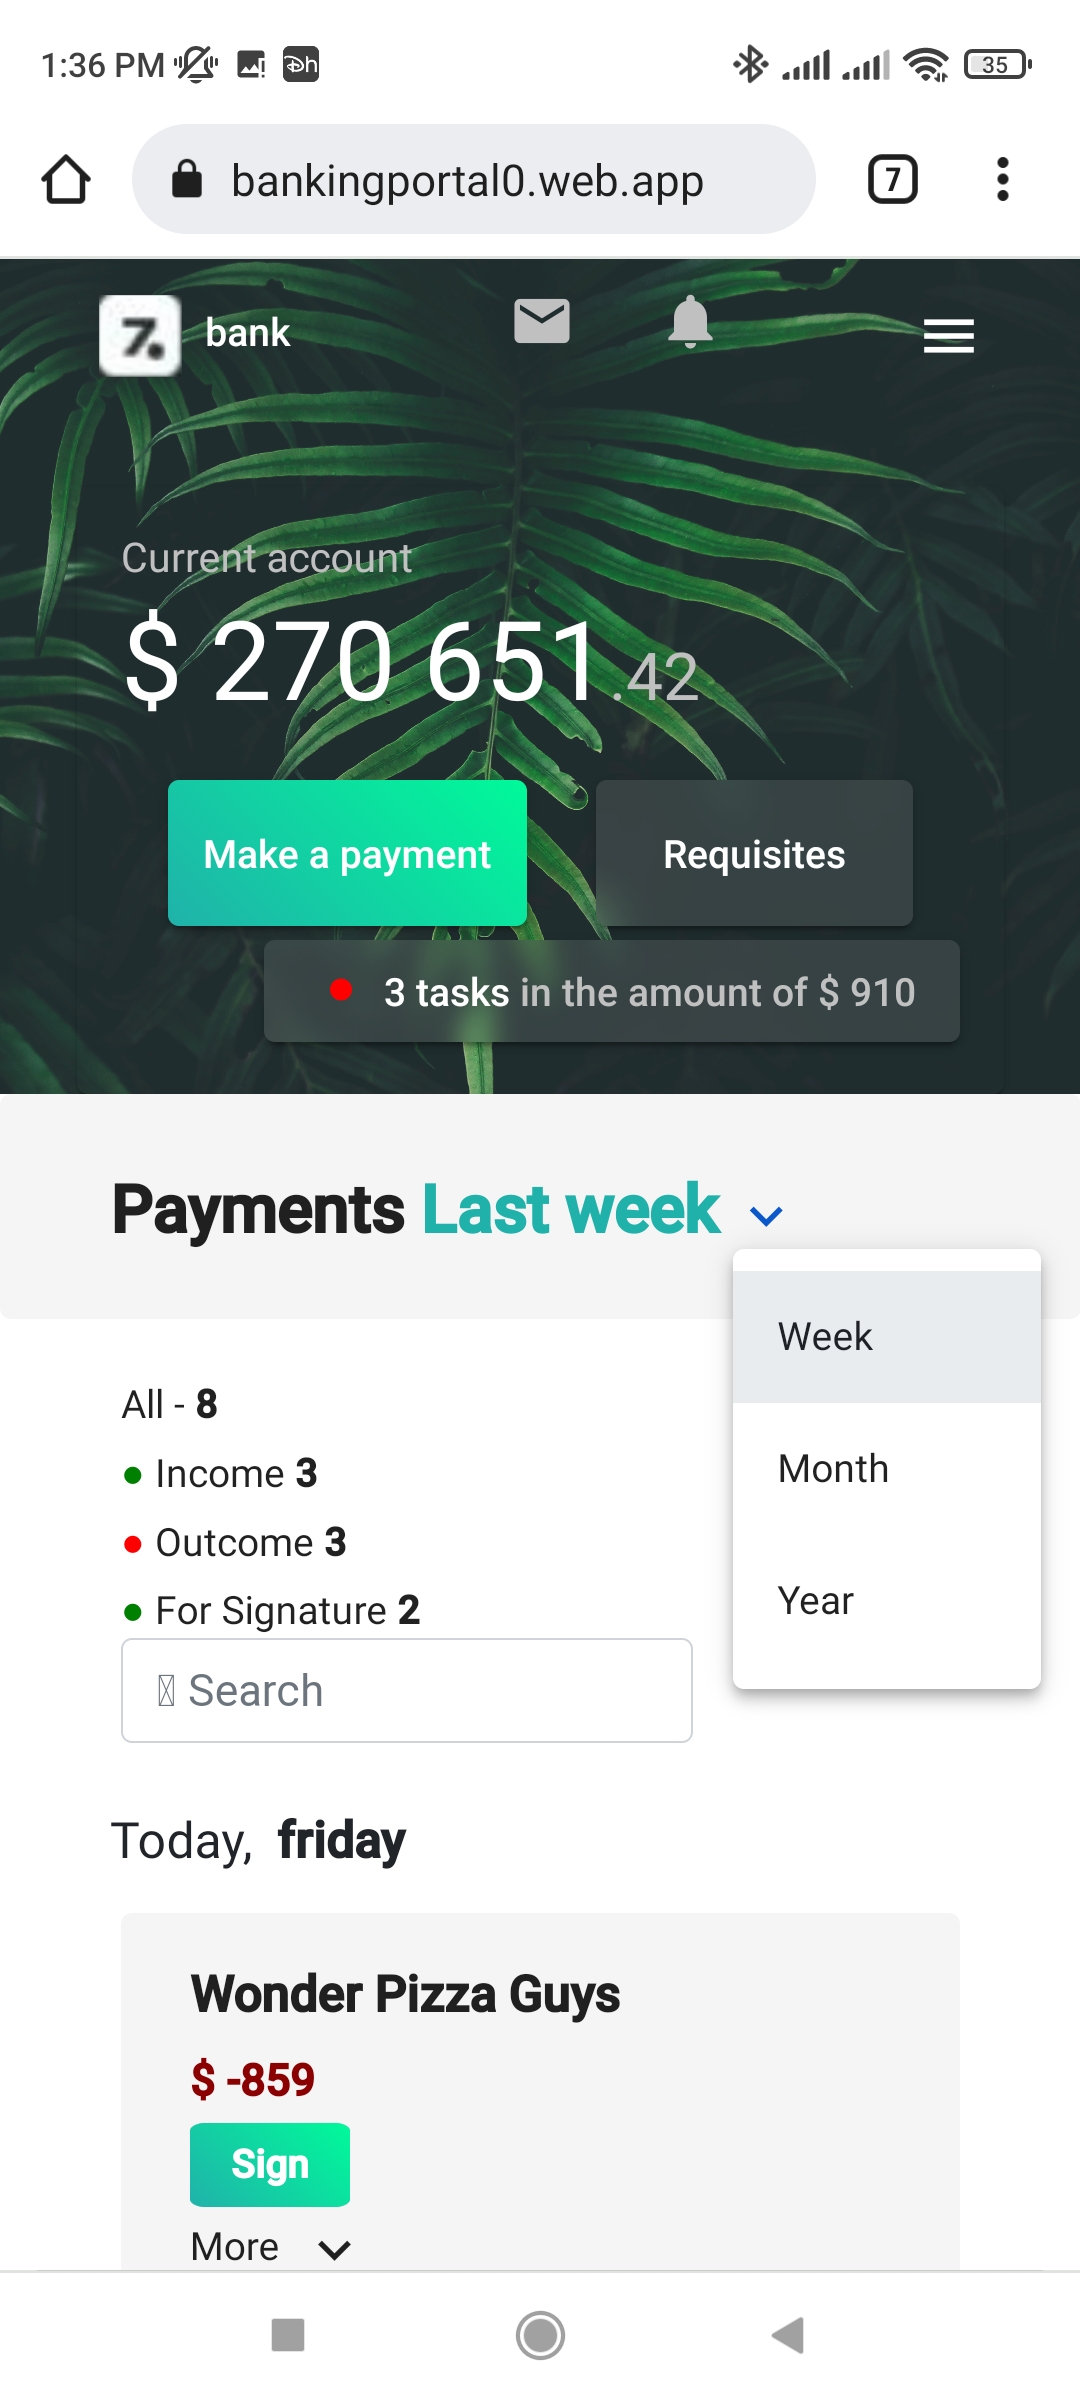 1:36 PM
35
bankingportal0.web.app
7
7.
bank
Current account
$ 270 651.42
Make a payment
Requisites
3 tasks in the amount of $ 910
Payments Last week
Week
Month
Year
All - 8
Income 3
Outcome 3
For Signature 2
Search
Today, friday
Wonder Pizza Guys
$ -859
Sign
More